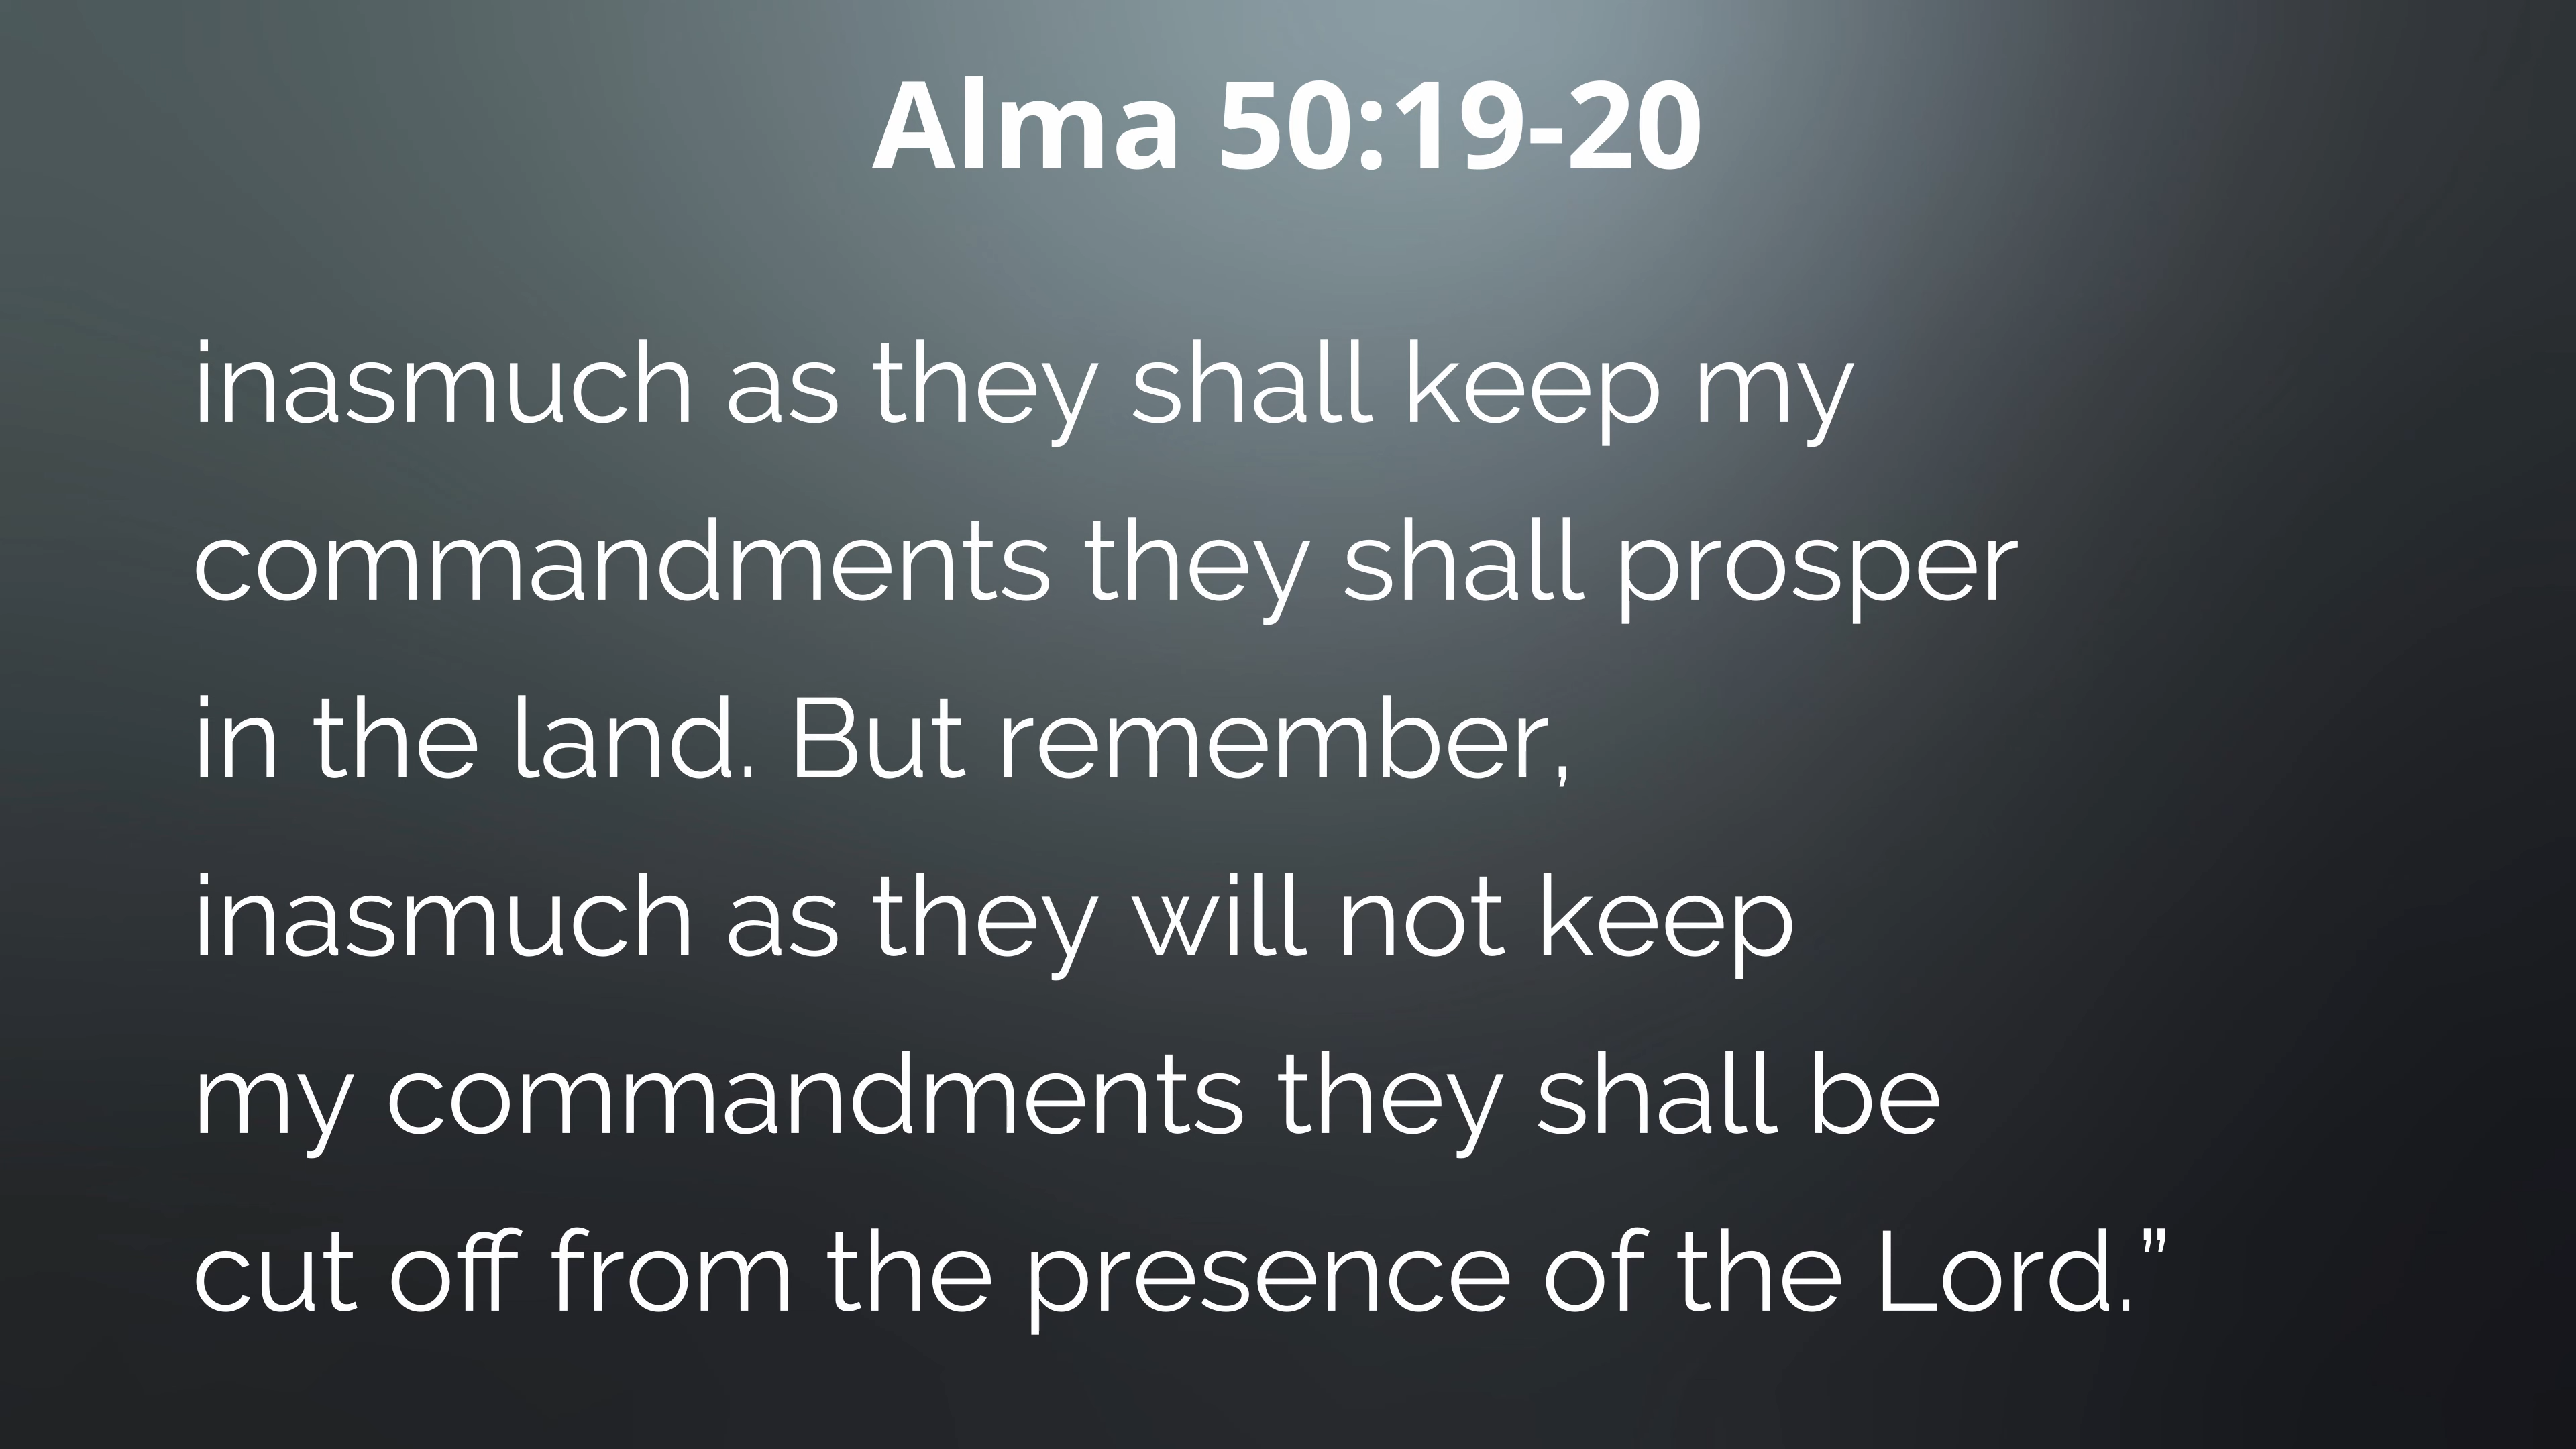 Alma 50:19-20
inasmuch as they shall keep my
commandments they shall prosper
in the land. But remember,
inasmuch as they will not keep
my commandments they shall be
cut off from the presence of the Lord.”